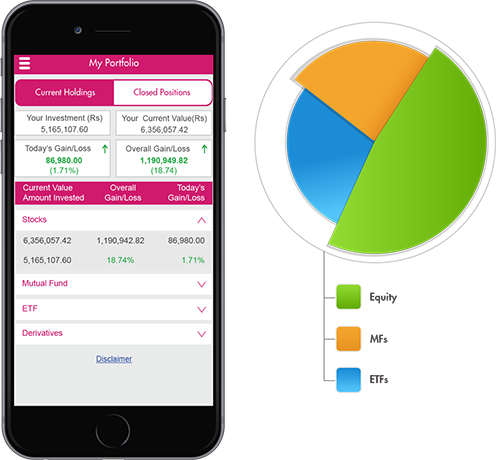 My Portfolio
Current Holdings Closed Positions
Your Investment (Rs) Your Current Value(Rs)
5,165,107.60 6,356,057.42
Today's Gain/Loss Overall Gain/Loss
86,980.00 1,190,949.82
(1.71%) (18.74)
Current Value Overall Today's
Amount Invested Gain/Loss Gain/Loss
Stocks
6,356,057.42 1,190,942.82 86,980.00
5,165,107.60 18.74% 1.71%
Mutual Fund
ETF
Derivatives
Disclaimer
Equity
MFs
ETFs